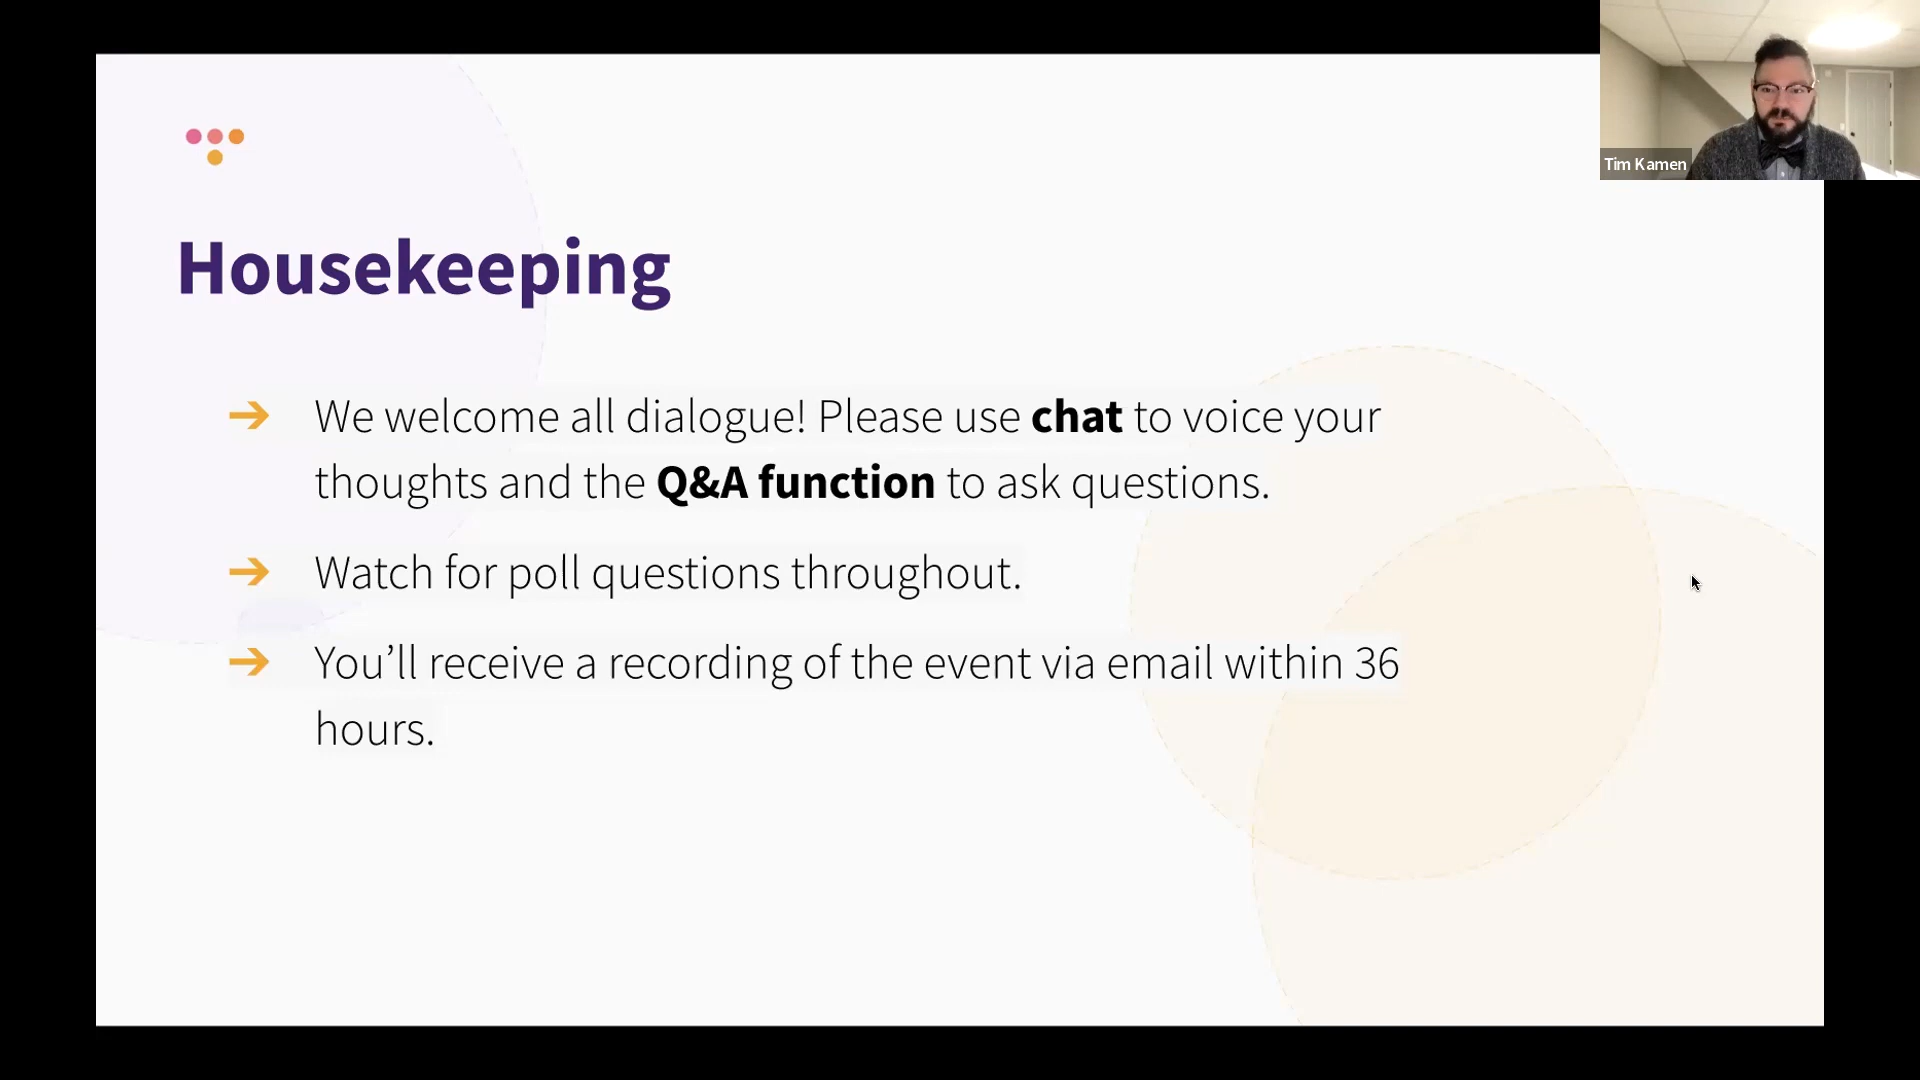 Tim Kamen
Housekeeping
➔ We welcome all dialogue! Please use chat to voice your
thoughts and the Q&A function to ask questions.
➔ Watch for poll questions throughout.
➔ You’ll receive a recording of the event via email within 36
hours.